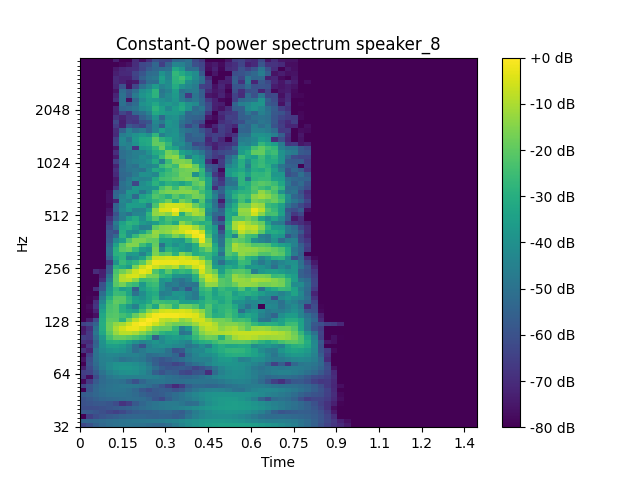 Constant-Q power spectrum speaker_8
Hz
2048
1024
512
256
128
64
32
0 0.15 0.3 0.45 0.6 0.75 0.9 1.1 1.2 1.4
Time
+0 dB
-10 dB
-20 dB
-30 dB
-40 dB
-50 dB
-60 dB
-70 dB
-80 dB